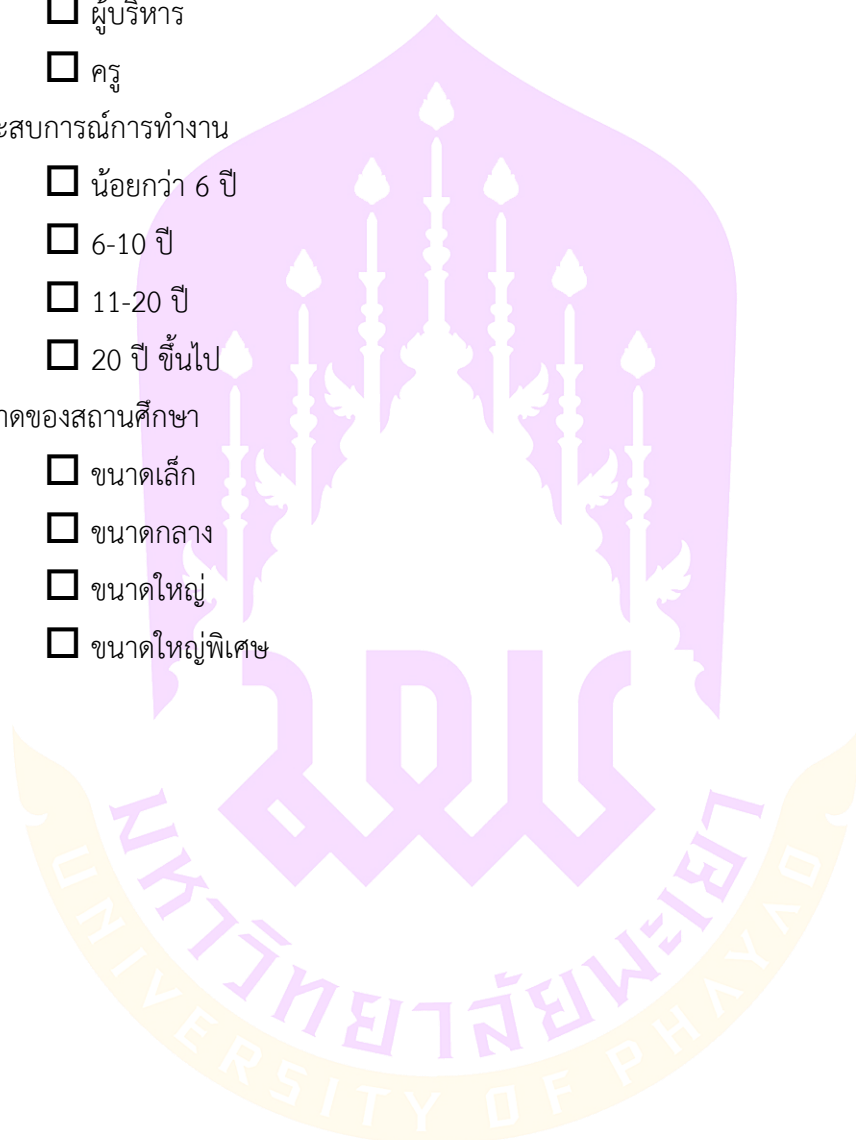 ☐ ผู้บริหาร
☐ ครู
ะสบการณ์การทำงาน
☐ น้อยกว่า 6 ปี
☐ 6-10 ปี
☐ 11-20 ปี
☐ 20 ปี ขึ้นไป
าดของสถานศึกษา
☐ ขนาดเล็ก
☐ ขนาดกลาง
☐ ขนาดใหญ่
☐ ขนาดใหญ่พิเศษ
มหาวิทยาลัยพะเยา
UNIVERSITY OF PHAYAO